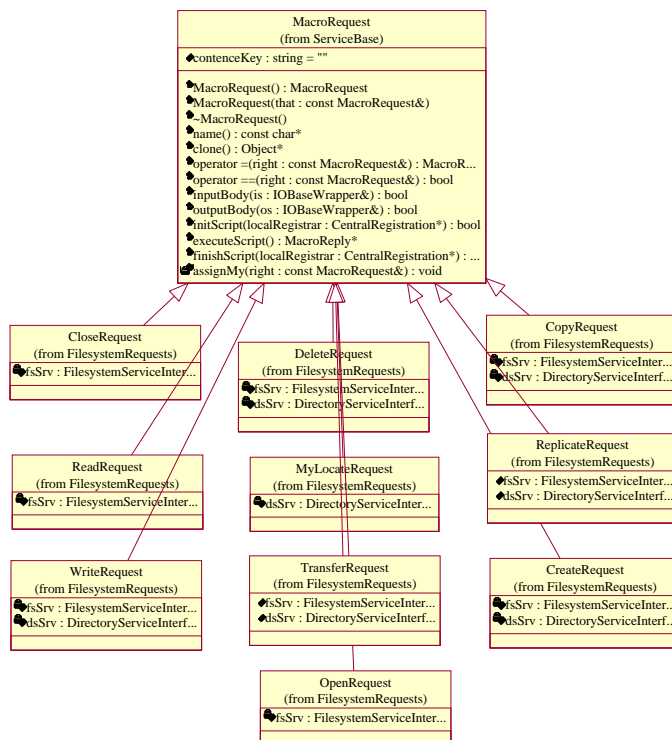 MacroRequest
(from ServiceBase)
contenceKey : string = ""
MacroRequest() : MacroRequest
MacroRequest(that : const MacroRequest&)
~MacroRequest()
name() : const char*
clone() : Object*
operator =(right : const MacroRequest&) : MacroR...
operator ==(right : const MacroRequest&) : bool
inputBody(is : IOBaseWrapper&) : bool
outputBody(os : IOBaseWrapper&) : bool
initScript(localRegistrar : CentralRegistration*) : bool
executeScript() : MacroReply*
finishScript(localRegistrar : CentralRegistration*) : ...
assignMy(right : const MacroRequest&) : void
CloseRequest
(from FilesystemRequests)
fsSrv : FilesystemServiceInter...
DeleteRequest
(from FilesystemRequests)
fsSrv : FilesystemServiceInter...
dsSrv : DirectoryServiceInterf...
CopyRequest
(from FilesystemRequests)
fsSrv : FilesystemServiceInter...
dsSrv : DirectoryServiceInterf...
ReadRequest
(from FilesystemRequests)
fsSrv : FilesystemServiceInter...
MyLocateRequest
(from FilesystemRequests)
dsSrv : DirectoryServiceInterf...
ReplicateRequest
(from FilesystemRequests)
fsSrv : FilesystemServiceInter...
dsSrv : DirectoryServiceInterf...
WriteRequest
(from FilesystemRequests)
fsSrv : FilesystemServiceInter...
dsSrv : DirectoryServiceInterf...
TransferRequest
(from FilesystemRequests)
fsSrv : FilesystemServiceInter...
dsSrv : DirectoryServiceInterf...
CreateRequest
(from FilesystemRequests)
fsSrv : FilesystemServiceInter...
dsSrv : DirectoryServiceInterf...
OpenRequest
(from FilesystemRequests)
fsSrv : FilesystemServiceInter...